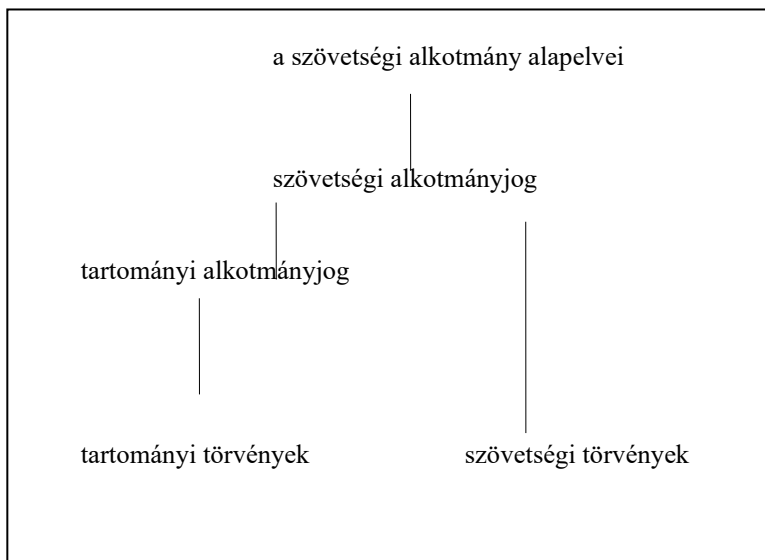 a szövetségi alkotmány alapelvei
szövetségi alkotmányjog
tartományi alkotmányjog
tartományi törvények
szövetségi törvények